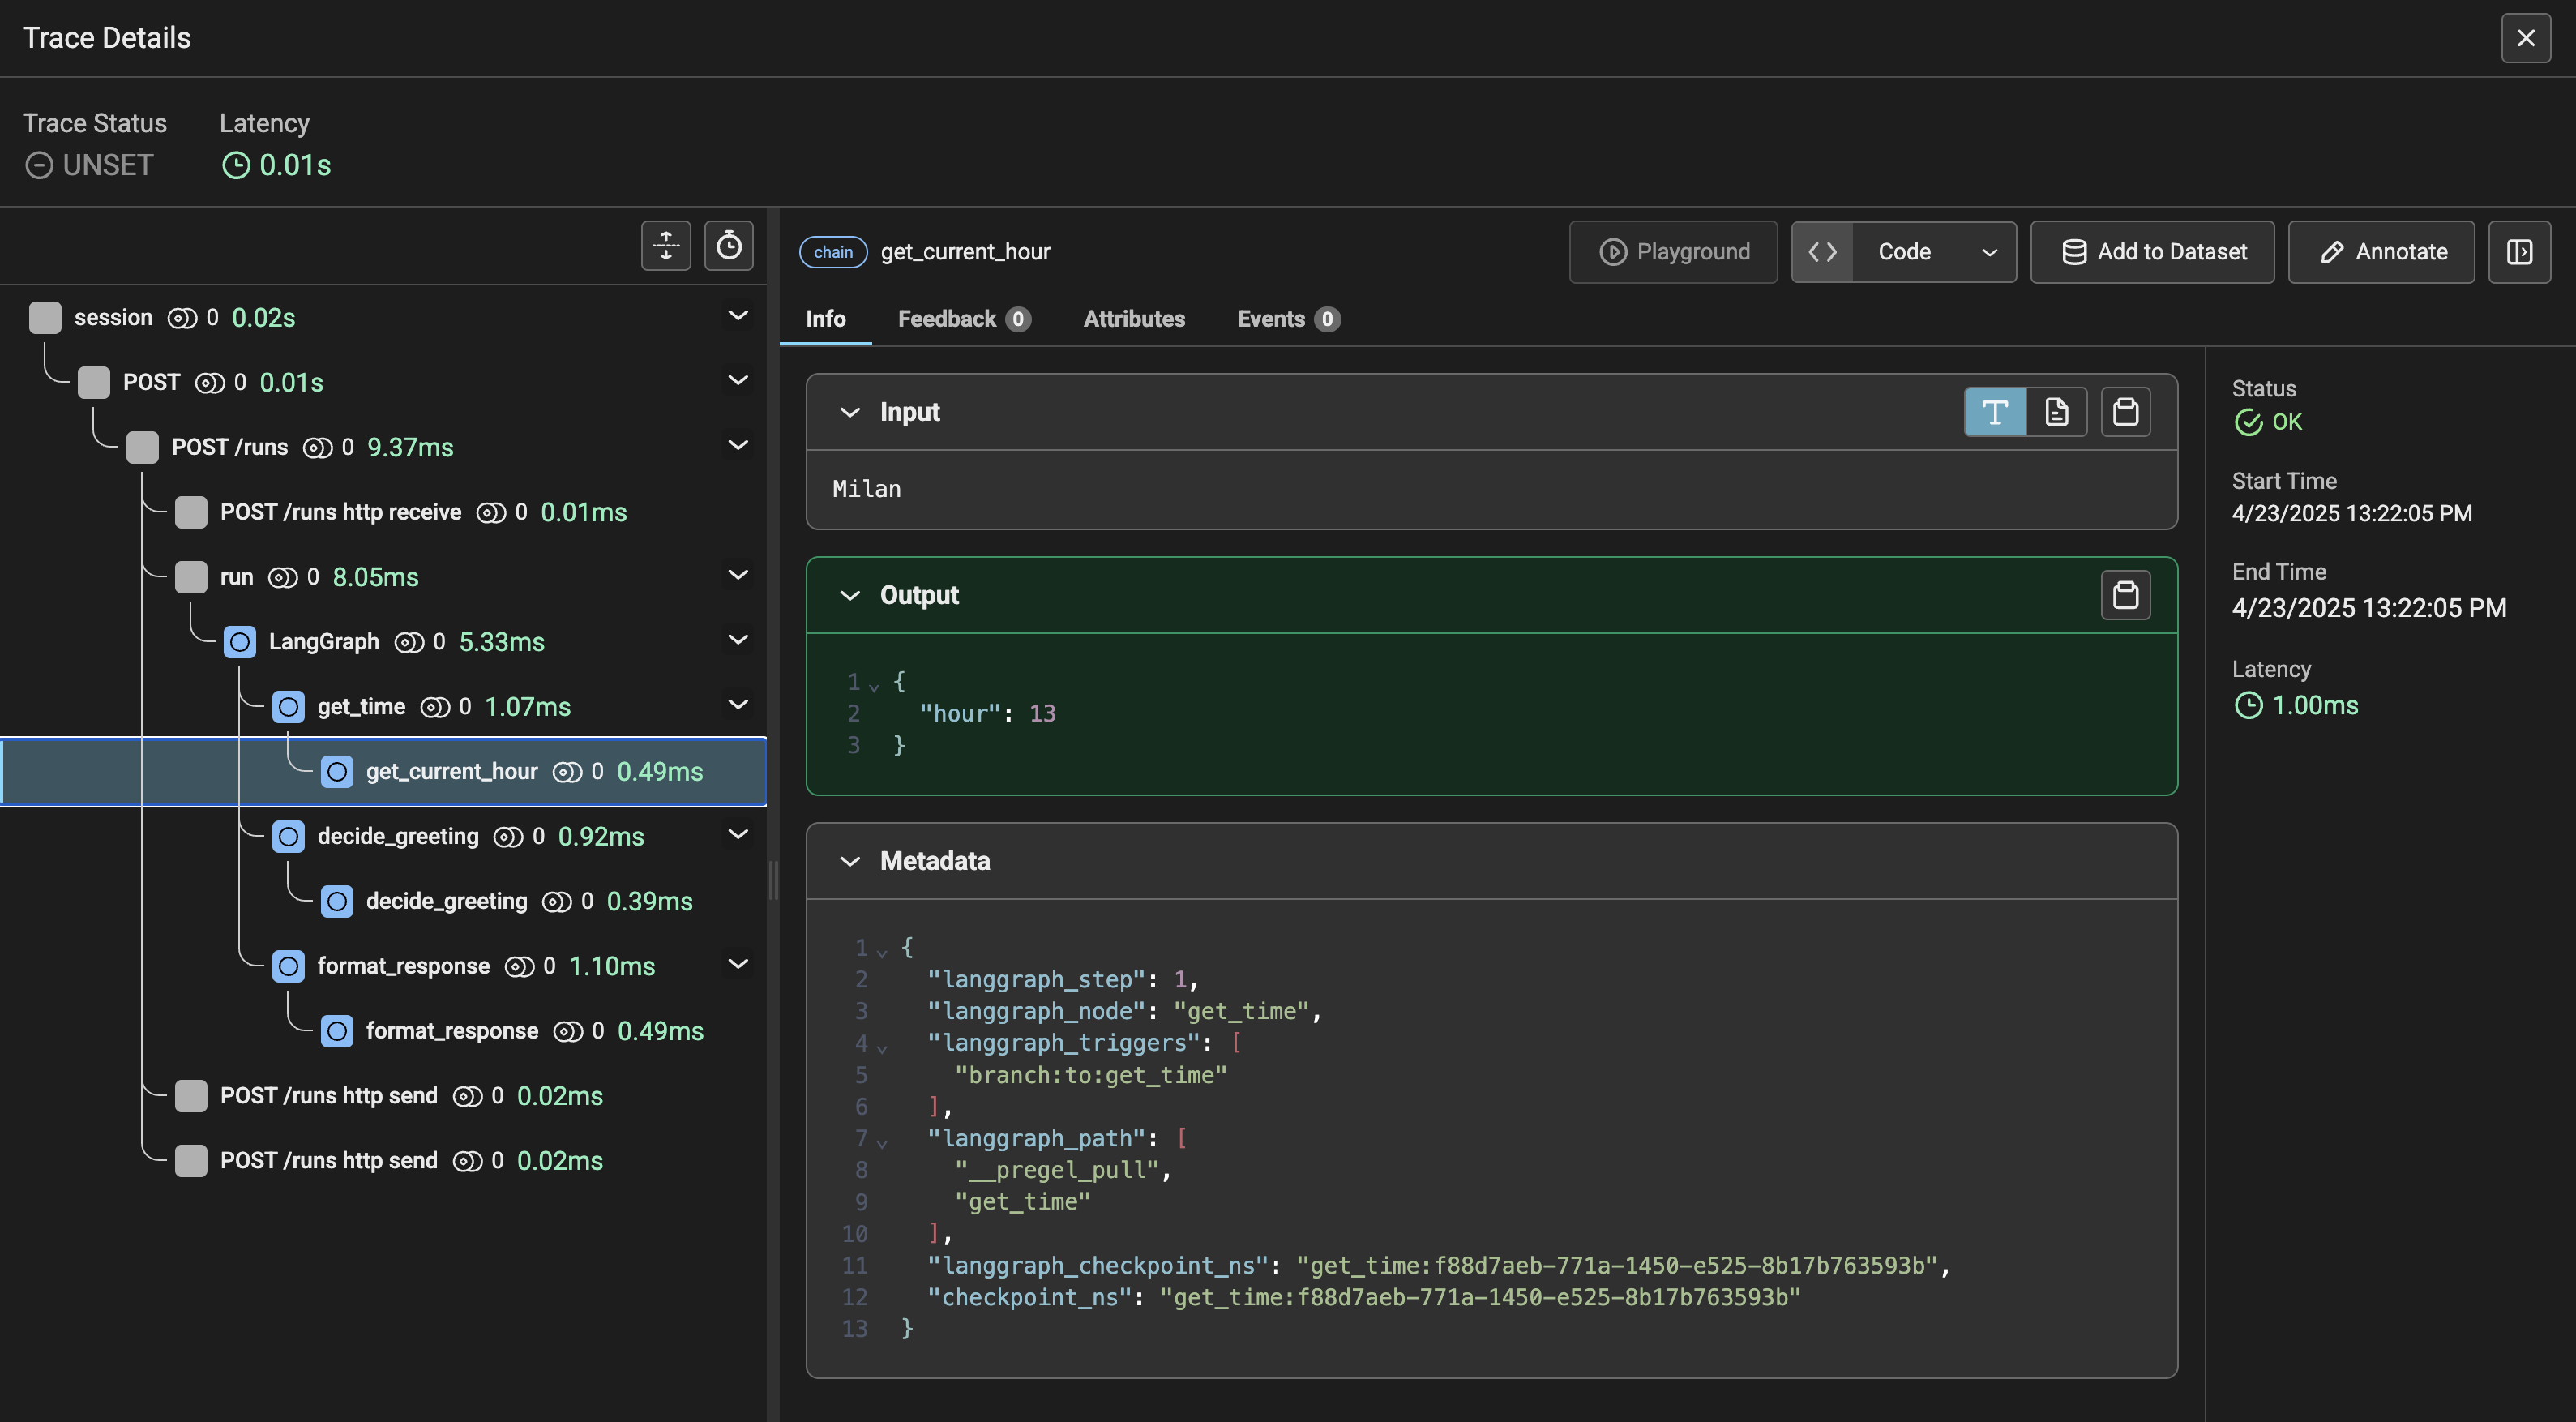 Trace Details
Trace Status
UNSET
Latency
0.01s
session 0 0.02s
POST 0 0.01s
POST /runs 0 9.37ms
POST /runs http receive 0 0.01ms
run 0 8.05ms
LangGraph 0 5.33ms
get_time 0 1.07ms
get_current_hour 0 0.49ms
decide_greeting 0 0.92ms
decide_greeting 0 0.39ms
format_response 0 1.10ms
format_response 0 0.49ms
POST /runs http send 0 0.02ms
POST /runs http send 0 0.02ms
chain get_current_hour
Playground
Code
Add to Dataset
Annotate
Info Feedback 0 Attributes Events 0
Input
Milan
Output
1 {
2 "hour": 13
3 }
Metadata
1 {
2 "langgraph_step": 1,
3 "langgraph_node": "get_time",
4 "langgraph_triggers": [
5 "branch:to:get_time"
6 ],
7 "langgraph_path": [
8 "__pregel_pull",
9 "get_time"
10 ],
11 "langgraph_checkpoint_ns": "get_time:f88d7aeb-771a-1450-e525-8b17b763593b",
12 "checkpoint_ns": "get_time:f88d7aeb-771a-1450-e525-8b17b763593b"
13 }
Status
OK
Start Time
4/23/2025 13:22:05 PM
End Time
4/23/2025 13:22:05 PM
Latency
1.00ms